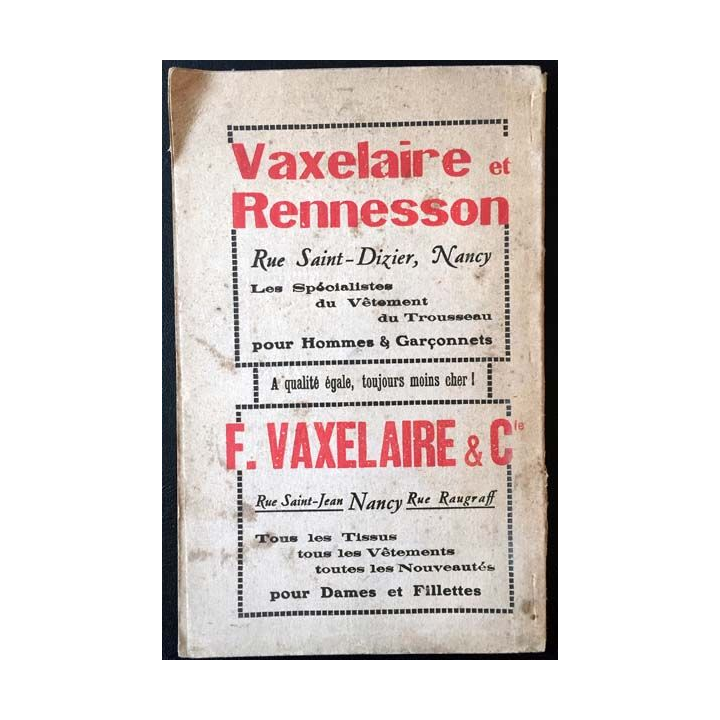 Vaxelaire et
Rennesson
Rue Saint-Dizier, Nancy
Les Spécialistes
du Vêtement
du Trousseau
pour Hommes & Garçonnets
A qualité égale, toujours moins cher !
F. VAXELAIRE & Cie
Rue Saint-Jean Nancy Rue Raugraff
Tous les Tissus
tous les Vêtements
toutes les Nouveautés
pour Dames et Fillettes